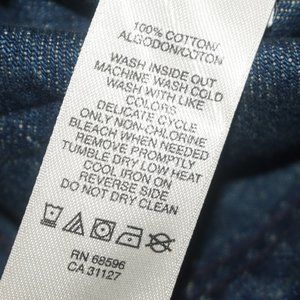 100% COTTON/
ALGODON/COTON
WASH INSIDE OUT
MACHINE WASH COLD
WASH WITH LIKE
COLORS
DELICATE CYCLE
ONLY NON-CHLORINE
BLEACH WHEN NEEDED
REMOVE PROMPTLY
TUMBLE DRY LOW HEAT
COOL IRON ON
REVERSE SIDE
DO NOT DRY CLEAN
RN 68596
CA 31127